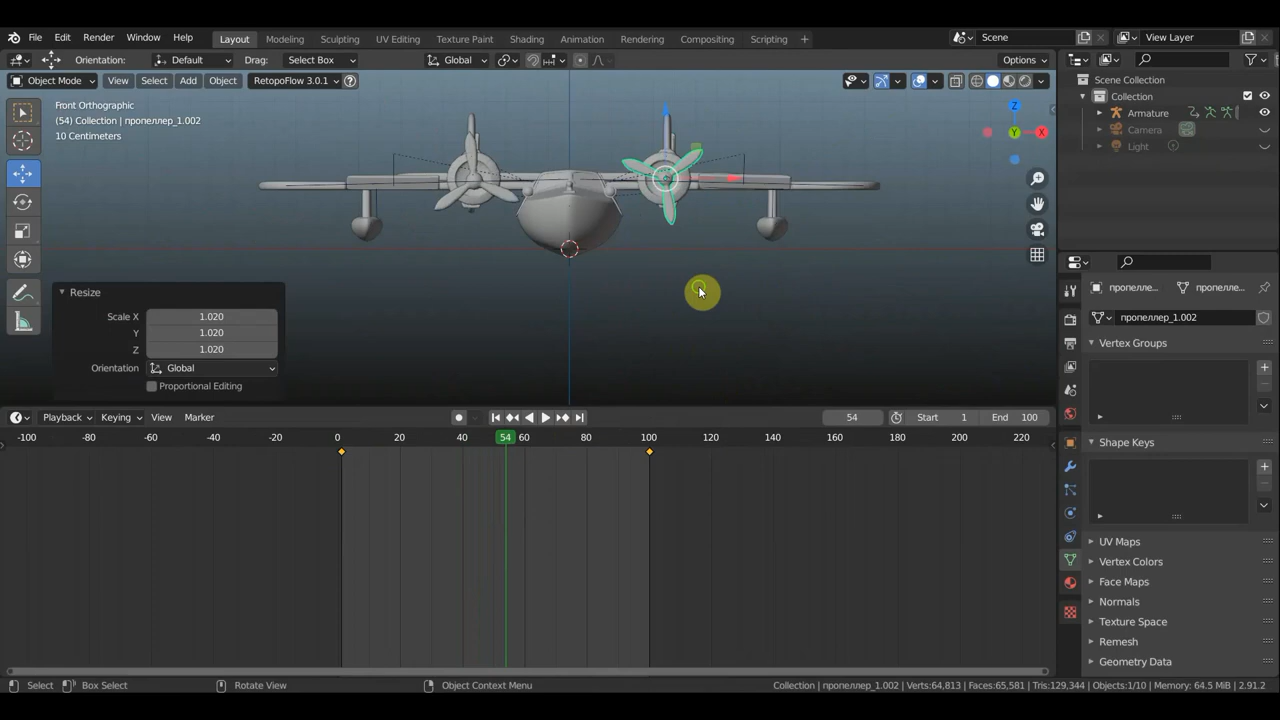 File Edit Render Window Help Layout Modeling Sculpting UV Editing Texture Paint Shading Animation Rendering Compositing Scripting + Scene View Layer
Orientation: Default Drag: Select Box Global Options
Object Mode View Select Add Object RetopoFlow 3.0.1 ?
Front Orthographic
(54) Collection | пропеллер_1.002
10 Centimeters
Z
Y
X
Scene Collection
Collection
Armature
Camera
Light
Resize
Scale X 1.020
Y 1.020
Z 1.020
Orientation Global
Proportional Editing
пропелле... пропелле...
пропеллер_1.002
Vertex Groups
Shape Keys
UV Maps
Vertex Colors
Face Maps
Normals
Texture Space
Remesh
Geometry Data
Playback Keying View Marker 54 Start 1 End 100
-100 -80 -60 -40 -20 0 20 40 54 60 80 100 120 140 160 180 200 220
Select Box Select Rotate View Object Context Menu Collection | пропеллер_1.002 | Verts:64,813 | Faces:65,581 | Tris:129,344 | Objects:1/10 | Memory: 64.5 MiB | 2.91.2